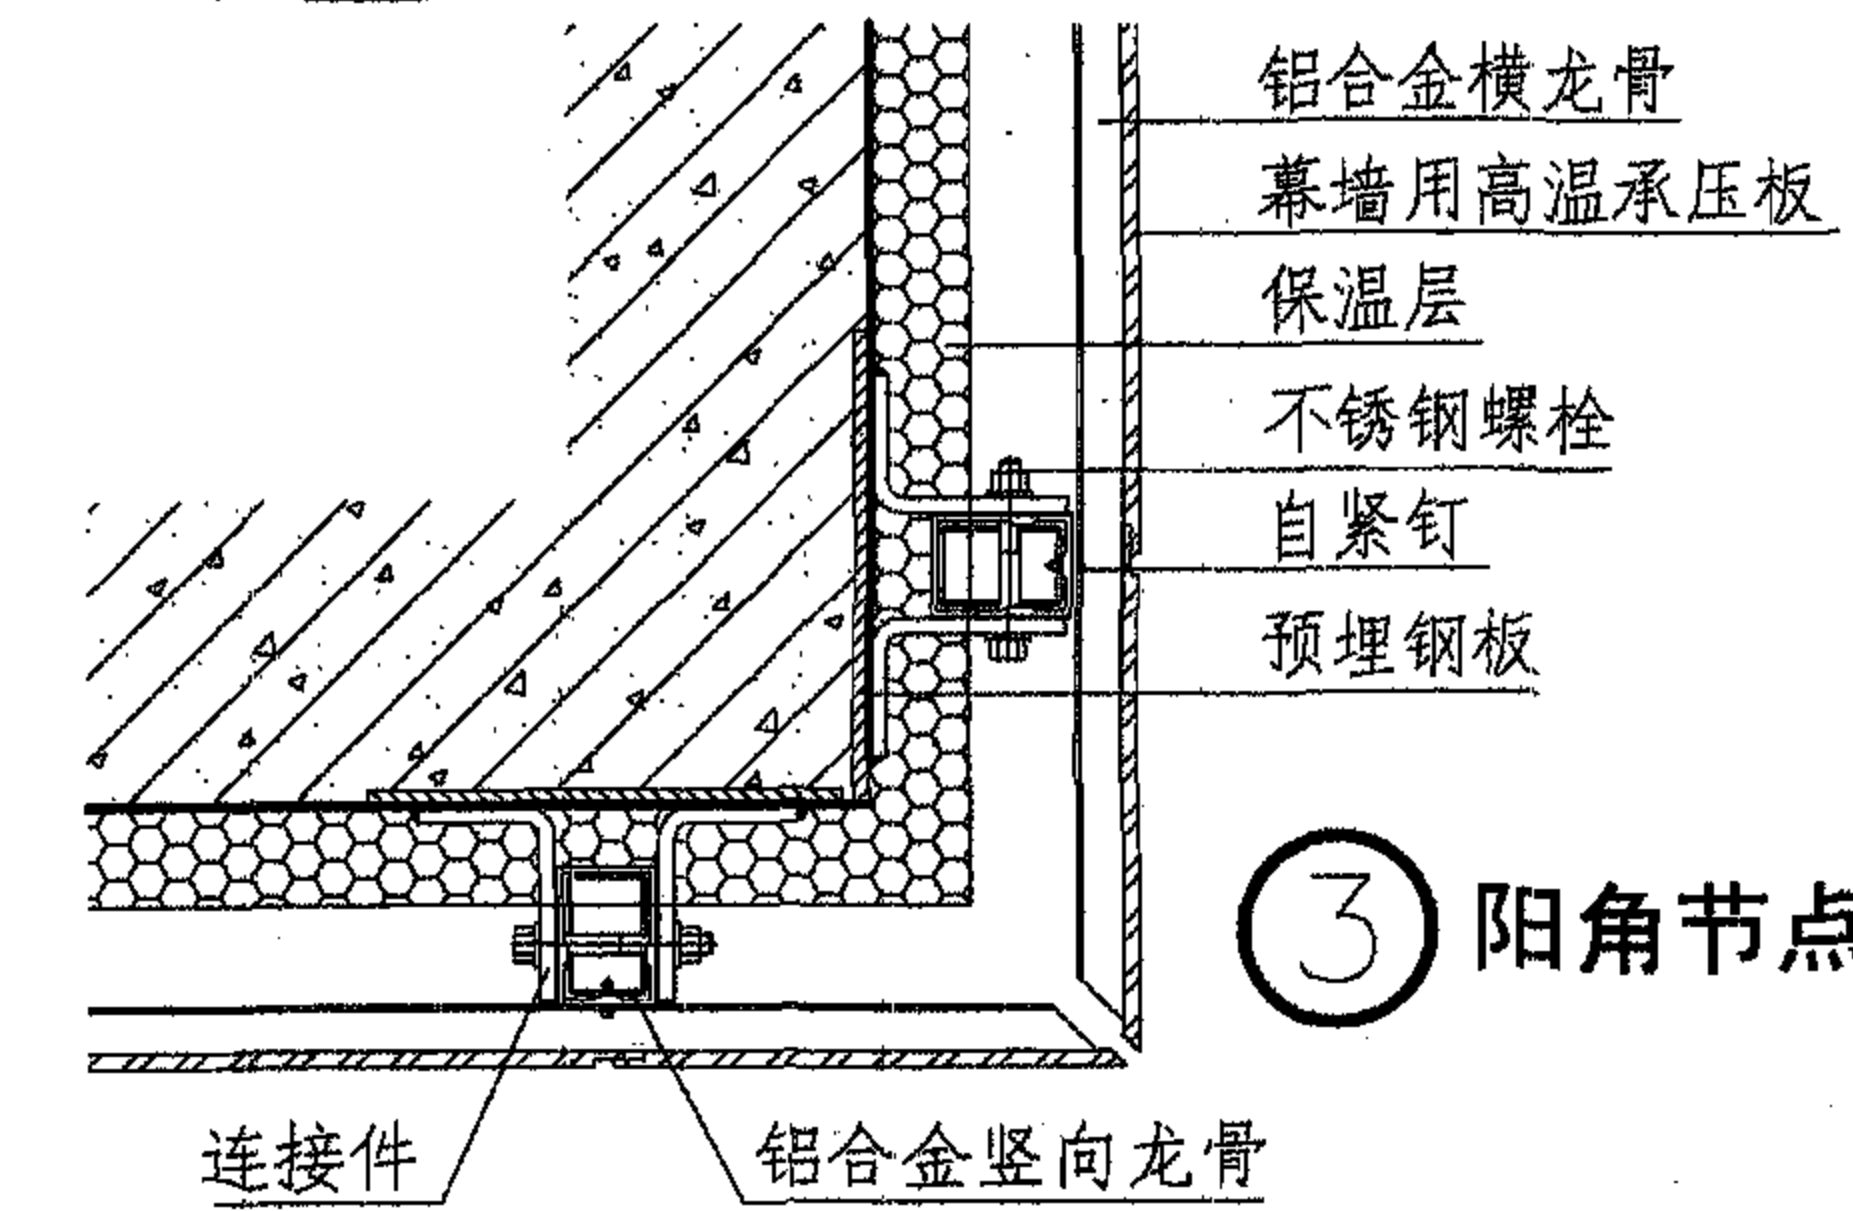 铝合金横龙骨
幕墙用高温承压板
保温层
不锈钢螺栓
自紧钉
预埋钢板
3 阳角节点
连接件
铝合金竖向龙骨